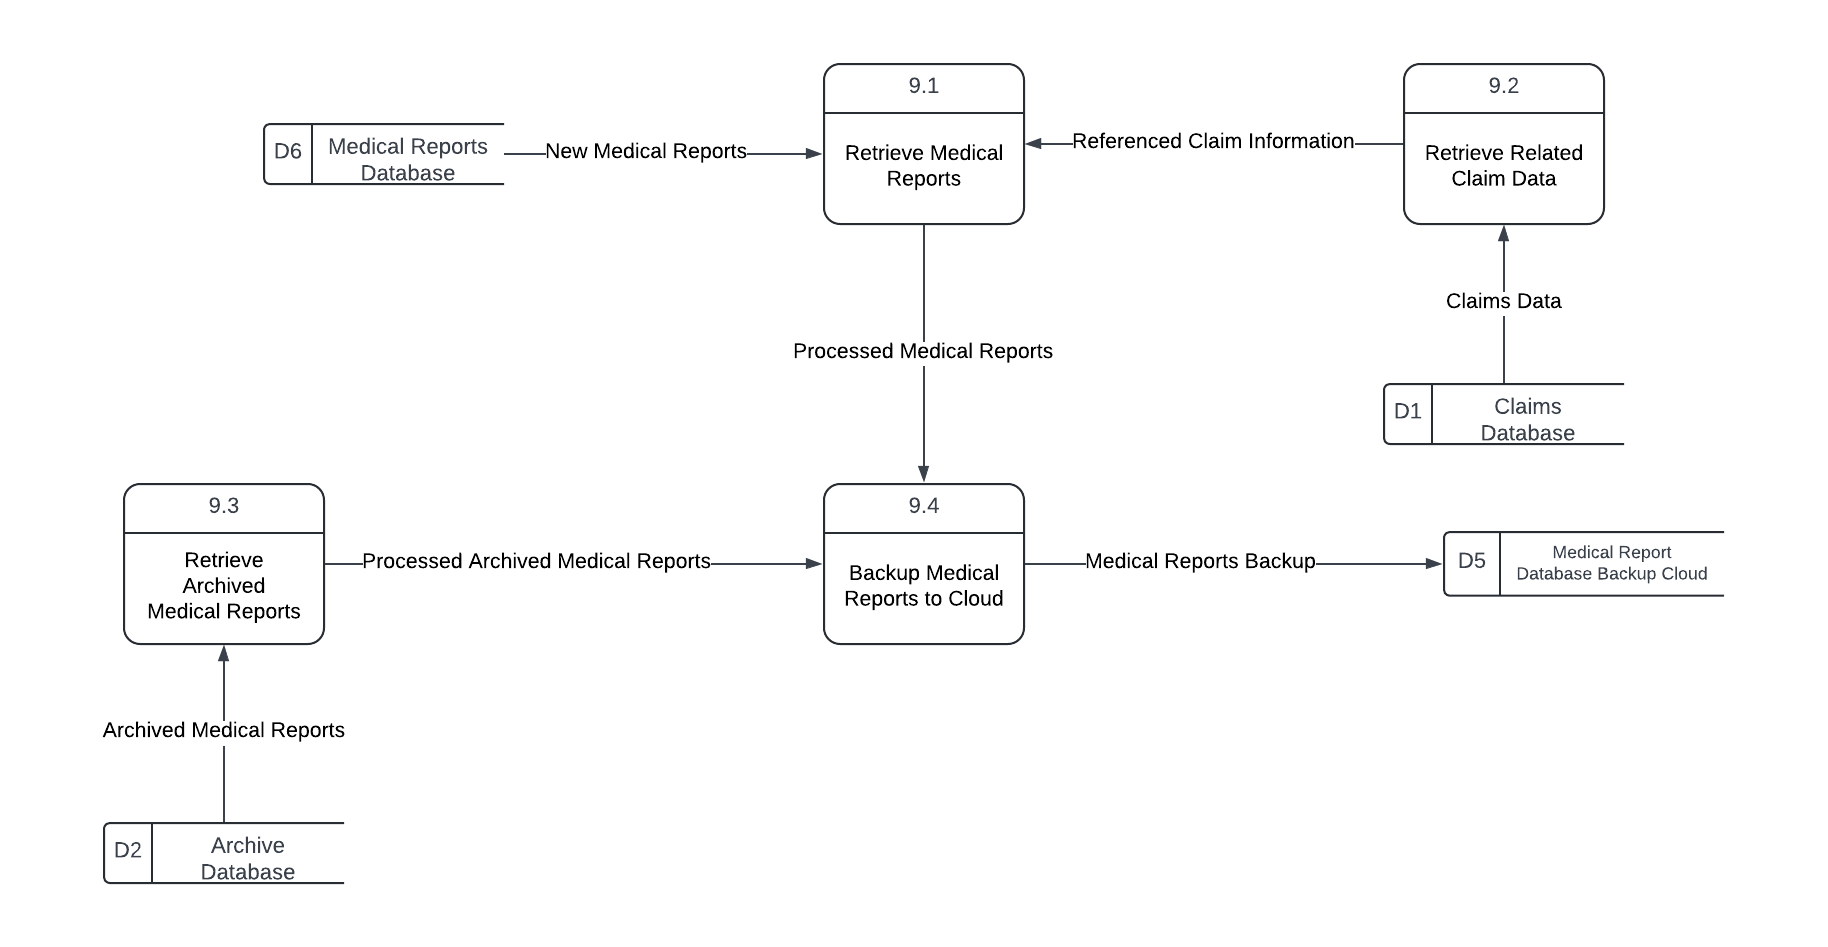 9.1
9.2
D6
Medical Reports
Database
New Medical Reports
Retrieve Medical
Reports
Referenced Claim Information
Retrieve Related
Claim Data
Claims Data
Processed Medical Reports
D1
Claims
Database
9.3
9.4
Retrieve
Archived
Medical Reports
Processed Archived Medical Reports
Backup Medical
Reports to Cloud
Medical Reports Backup
D5
Medical Report
Database Backup Cloud
Archived Medical Reports
D2
Archive
Database